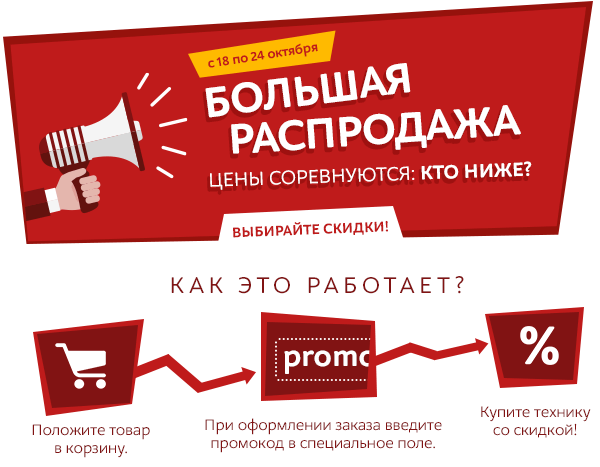 с 18 по 24 октября
БОЛЬШАЯ
РАСПРОДАЖА
ЦЕНЫ СОРЕВНУЮТСЯ: КТО НИЖЕ?
ВЫБИРАЙТЕ СКИДКИ!
КАК ЭТО РАБОТАЕТ?
promo
%
Положите товар
в корзину.
При оформлении заказа введите
промокод в специальное поле.
Купите технику
со скидкой!